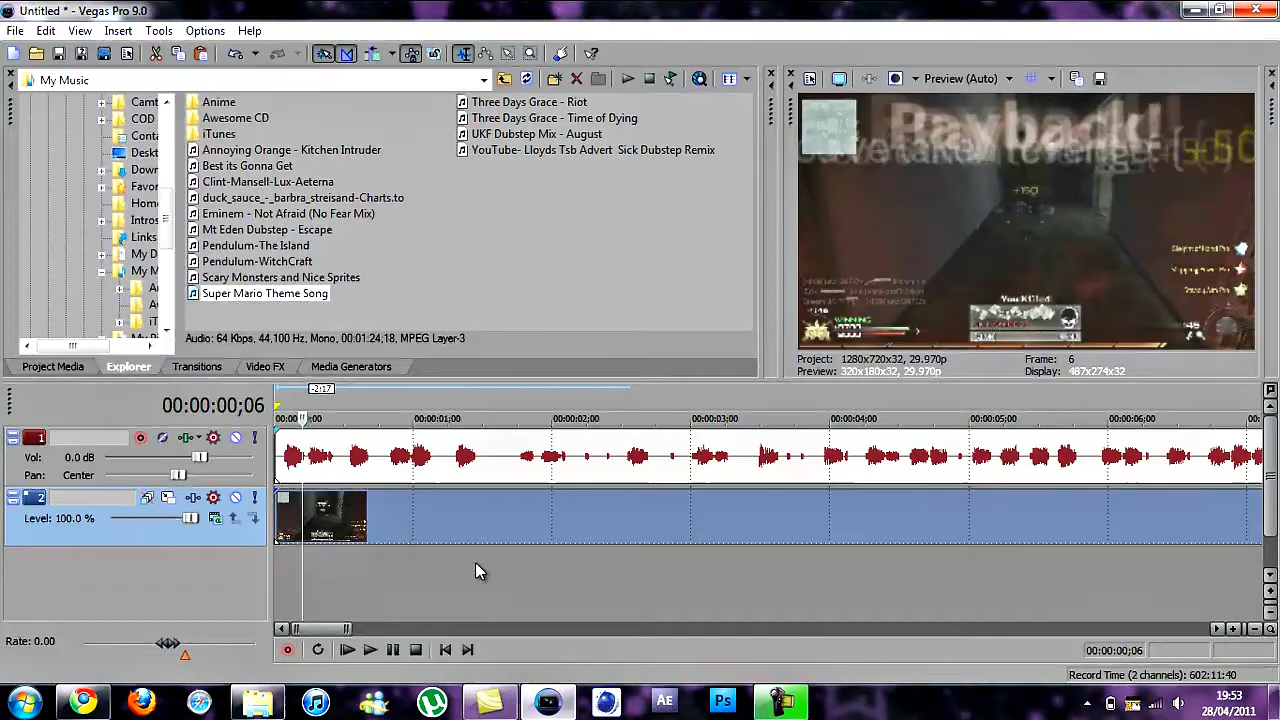 Untitled * - Vegas Pro 9.0
File Edit View Insert Tools Options Help
My Music
Preview (Auto)
Camt
COD
Conta
Deskt
Down
Favor
Home
Intros
Links
My D
My M
Anime
Awesome CD
iTunes
Annoying Orange - Kitchen Intruder
Best its Gonna Get
Clint-Mansell-Lux-Aeterna
duck_sauce_-_barbra_streisand-Charts.to
Eminem - Not Afraid (No Fear Mix)
Mt Eden Dubstep - Escape
Pendulum-The Island
Pendulum-WitchCraft
Scary Monsters and Nice Sprites
Super Mario Theme Song
Three Days Grace - Riot
Three Days Grace - Time of Dying
UKF Dubstep Mix - August
YouTube- Lloyds Tsb Advert Sick Dubstep Remix
Audio: 64 Kbps, 44,100 Hz, Mono, 00:01:24;18, MPEG Layer-3
Payback!
+150
You Killed
WINNING
Project: 1280x720x32, 29.970p
Frame: 6
Preview: 320x180x32, 29.970p
Display: 487x274x32
Project Media Explorer Transitions Video FX Media Generators
-2:17
00:00:00;06
00:00:01;00
00:00:02;00
00:00:03;00
00:00:04;00
00:00:05;00
00:00:06;00
1
Vol: 0.0 dB
Pan: Center
2
Level: 100.0 %
Rate: 0.00
00:00:00;06
Record Time (2 channels): 602:11:40
Ae
Ps
19:53
28/04/2011